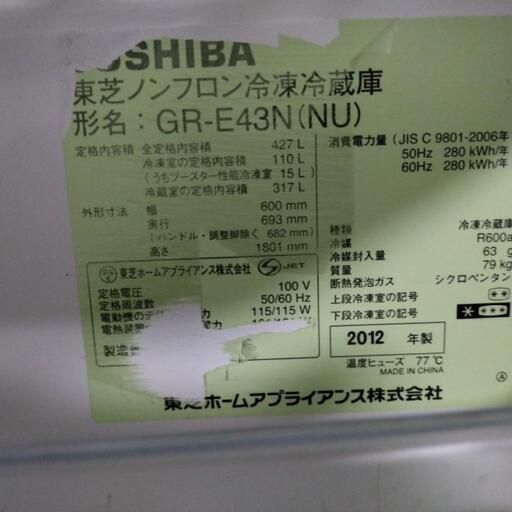 TOSHIBA
東芝ノンフロン冷凍冷蔵庫
形名：GR-E43N(NU)
定格内容積 全定格内容積 427 L
冷凍室の定格内容積 110 L
(うちブースター性能冷凍室 15 L)
冷蔵室の定格内容積 317 L
外形寸法 幅 600 mm
奥行 693 mm
(ハンドル・調整脚除く 682 mm)
高さ 1801 mm
東芝ホームアプライアンス株式会社 JET
定格電圧 100 V
定格周波数 50/60 Hz
115/115 W
消費電力量 (JIS C 9801-2006年
50Hz 280 kWh/年
60Hz 280 kWh/年
種類 冷凍冷蔵庫
冷媒 R600a
冷媒封入量 63 g
質量 79 kg
断熱発泡ガス シクロペンタン
上段冷凍室の記号
下段冷凍室の記号
2012 年製
温度ヒューズ 77℃
MADE IN CHINA
東芝ホームアプライアンス株式会社